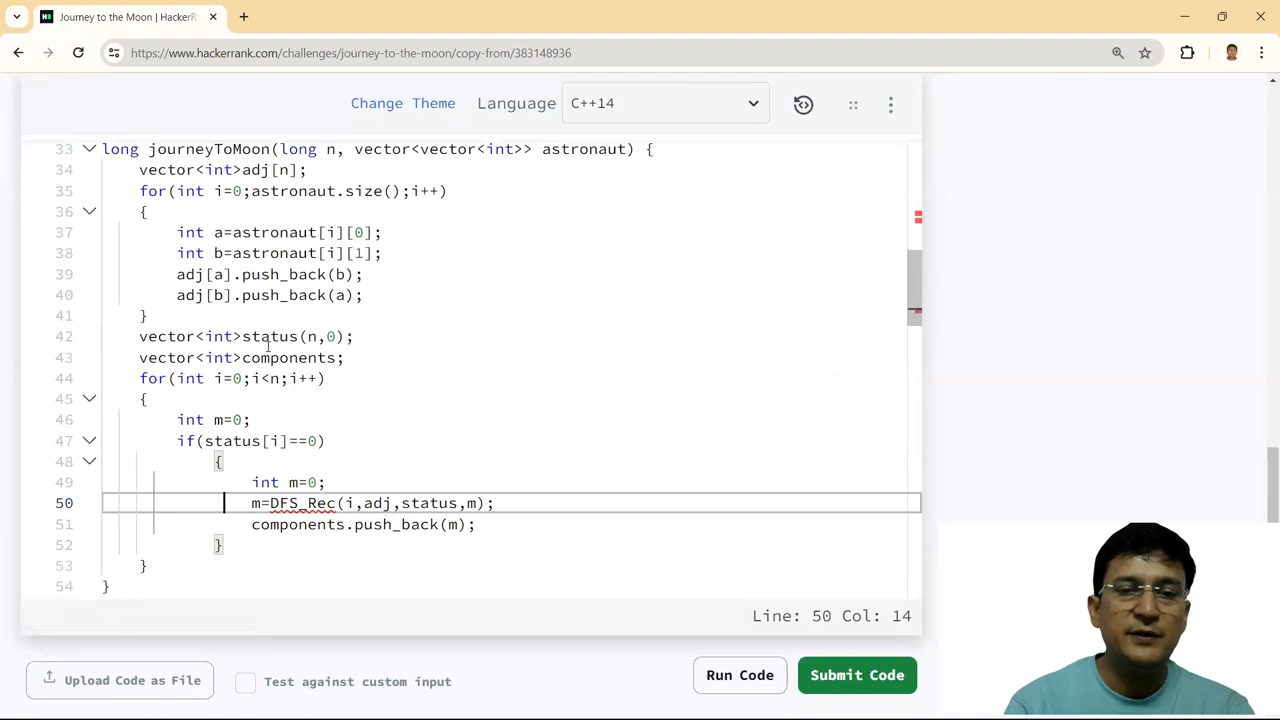 Journey to the Moon | HackerR
https://www.hackerrank.com/challenges/journey-to-the-moon/copy-from/383148936
Change Theme Language C++14
33 long journeyToMoon(long n, vector<vector<int>> astronaut) {
34 vector<int>adj[n];
35 for(int i=0;astronaut.size();i++)
36 {
37 int a=astronaut[i][0];
38 int b=astronaut[i][1];
39 adj[a].push_back(b);
40 adj[b].push_back(a);
41 }
42 vector<int>status(n,0);
43 vector<int>components;
44 for(int i=0;i<n;i++)
45 {
46 int m=0;
47 if(status[i]==0)
48 {
49 int m=0;
50 m=DFS_Rec(i,adj,status,m);
51 components.push_back(m);
52 }
53 }
54 }
Line: 50 Col: 14
Upload Code as File Test against custom input Run Code Submit Code